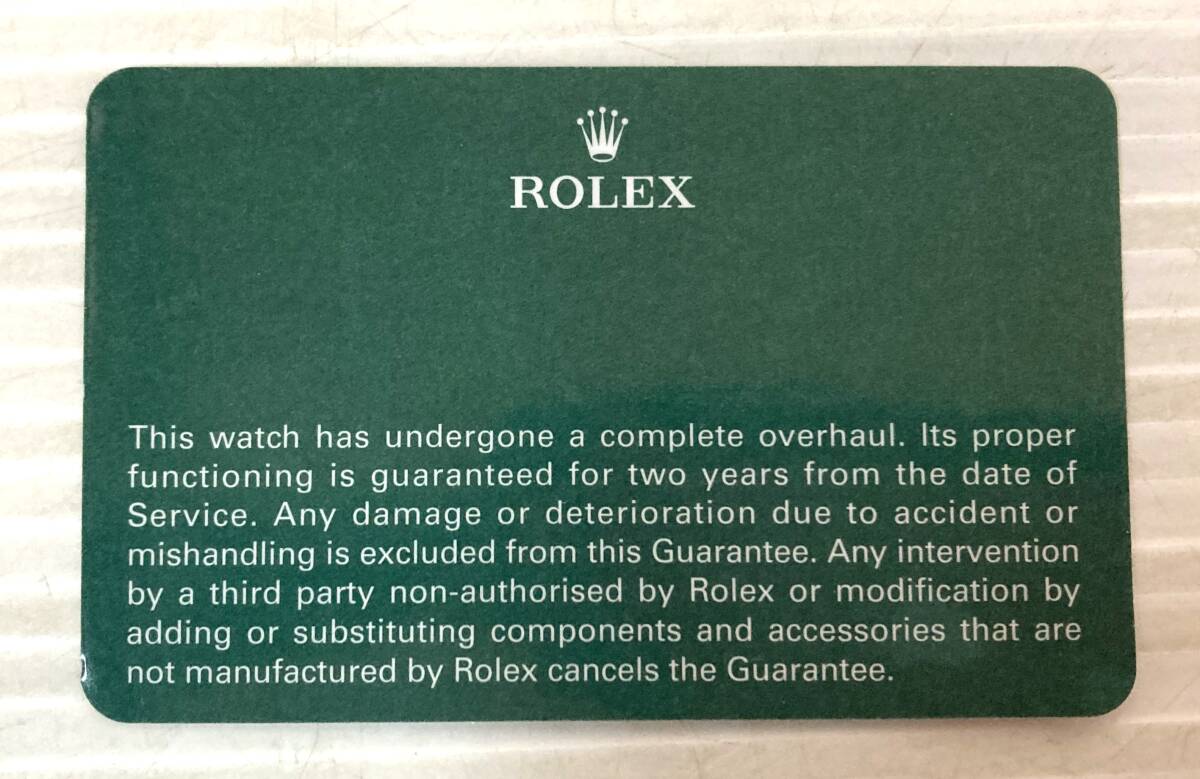 ROLEX
This watch has undergone a complete overhaul. Its proper
functioning is guaranteed for two years from the date of
Service. Any damage or deterioration due to accident or
mishandling is excluded from this Guarantee. Any intervention
by a third party non-authorised by Rolex or modification by
adding or substituting components and accessories that are
not manufactured by Rolex cancels the Guarantee.